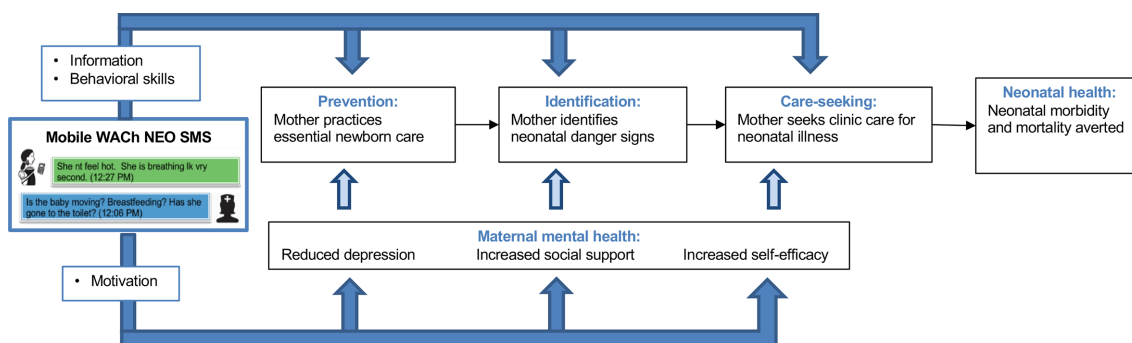 • Information
• Behavioral skills
Mobile WACh NEO SMS
She nt feel hot. She is breathing lk vry
second. (12:27 PM)
Is the baby moving? Breastfeeding? Has she
gone to the toilet? (12:06 PM)
• Motivation
Prevention:
Mother practices
essential newborn care
Identification:
Mother identifies
neonatal danger signs
Care-seeking:
Mother seeks clinic care for
neonatal illness
Neonatal health:
Neonatal morbidity
and mortality averted
Maternal mental health:
Reduced depression Increased social support Increased self-efficacy